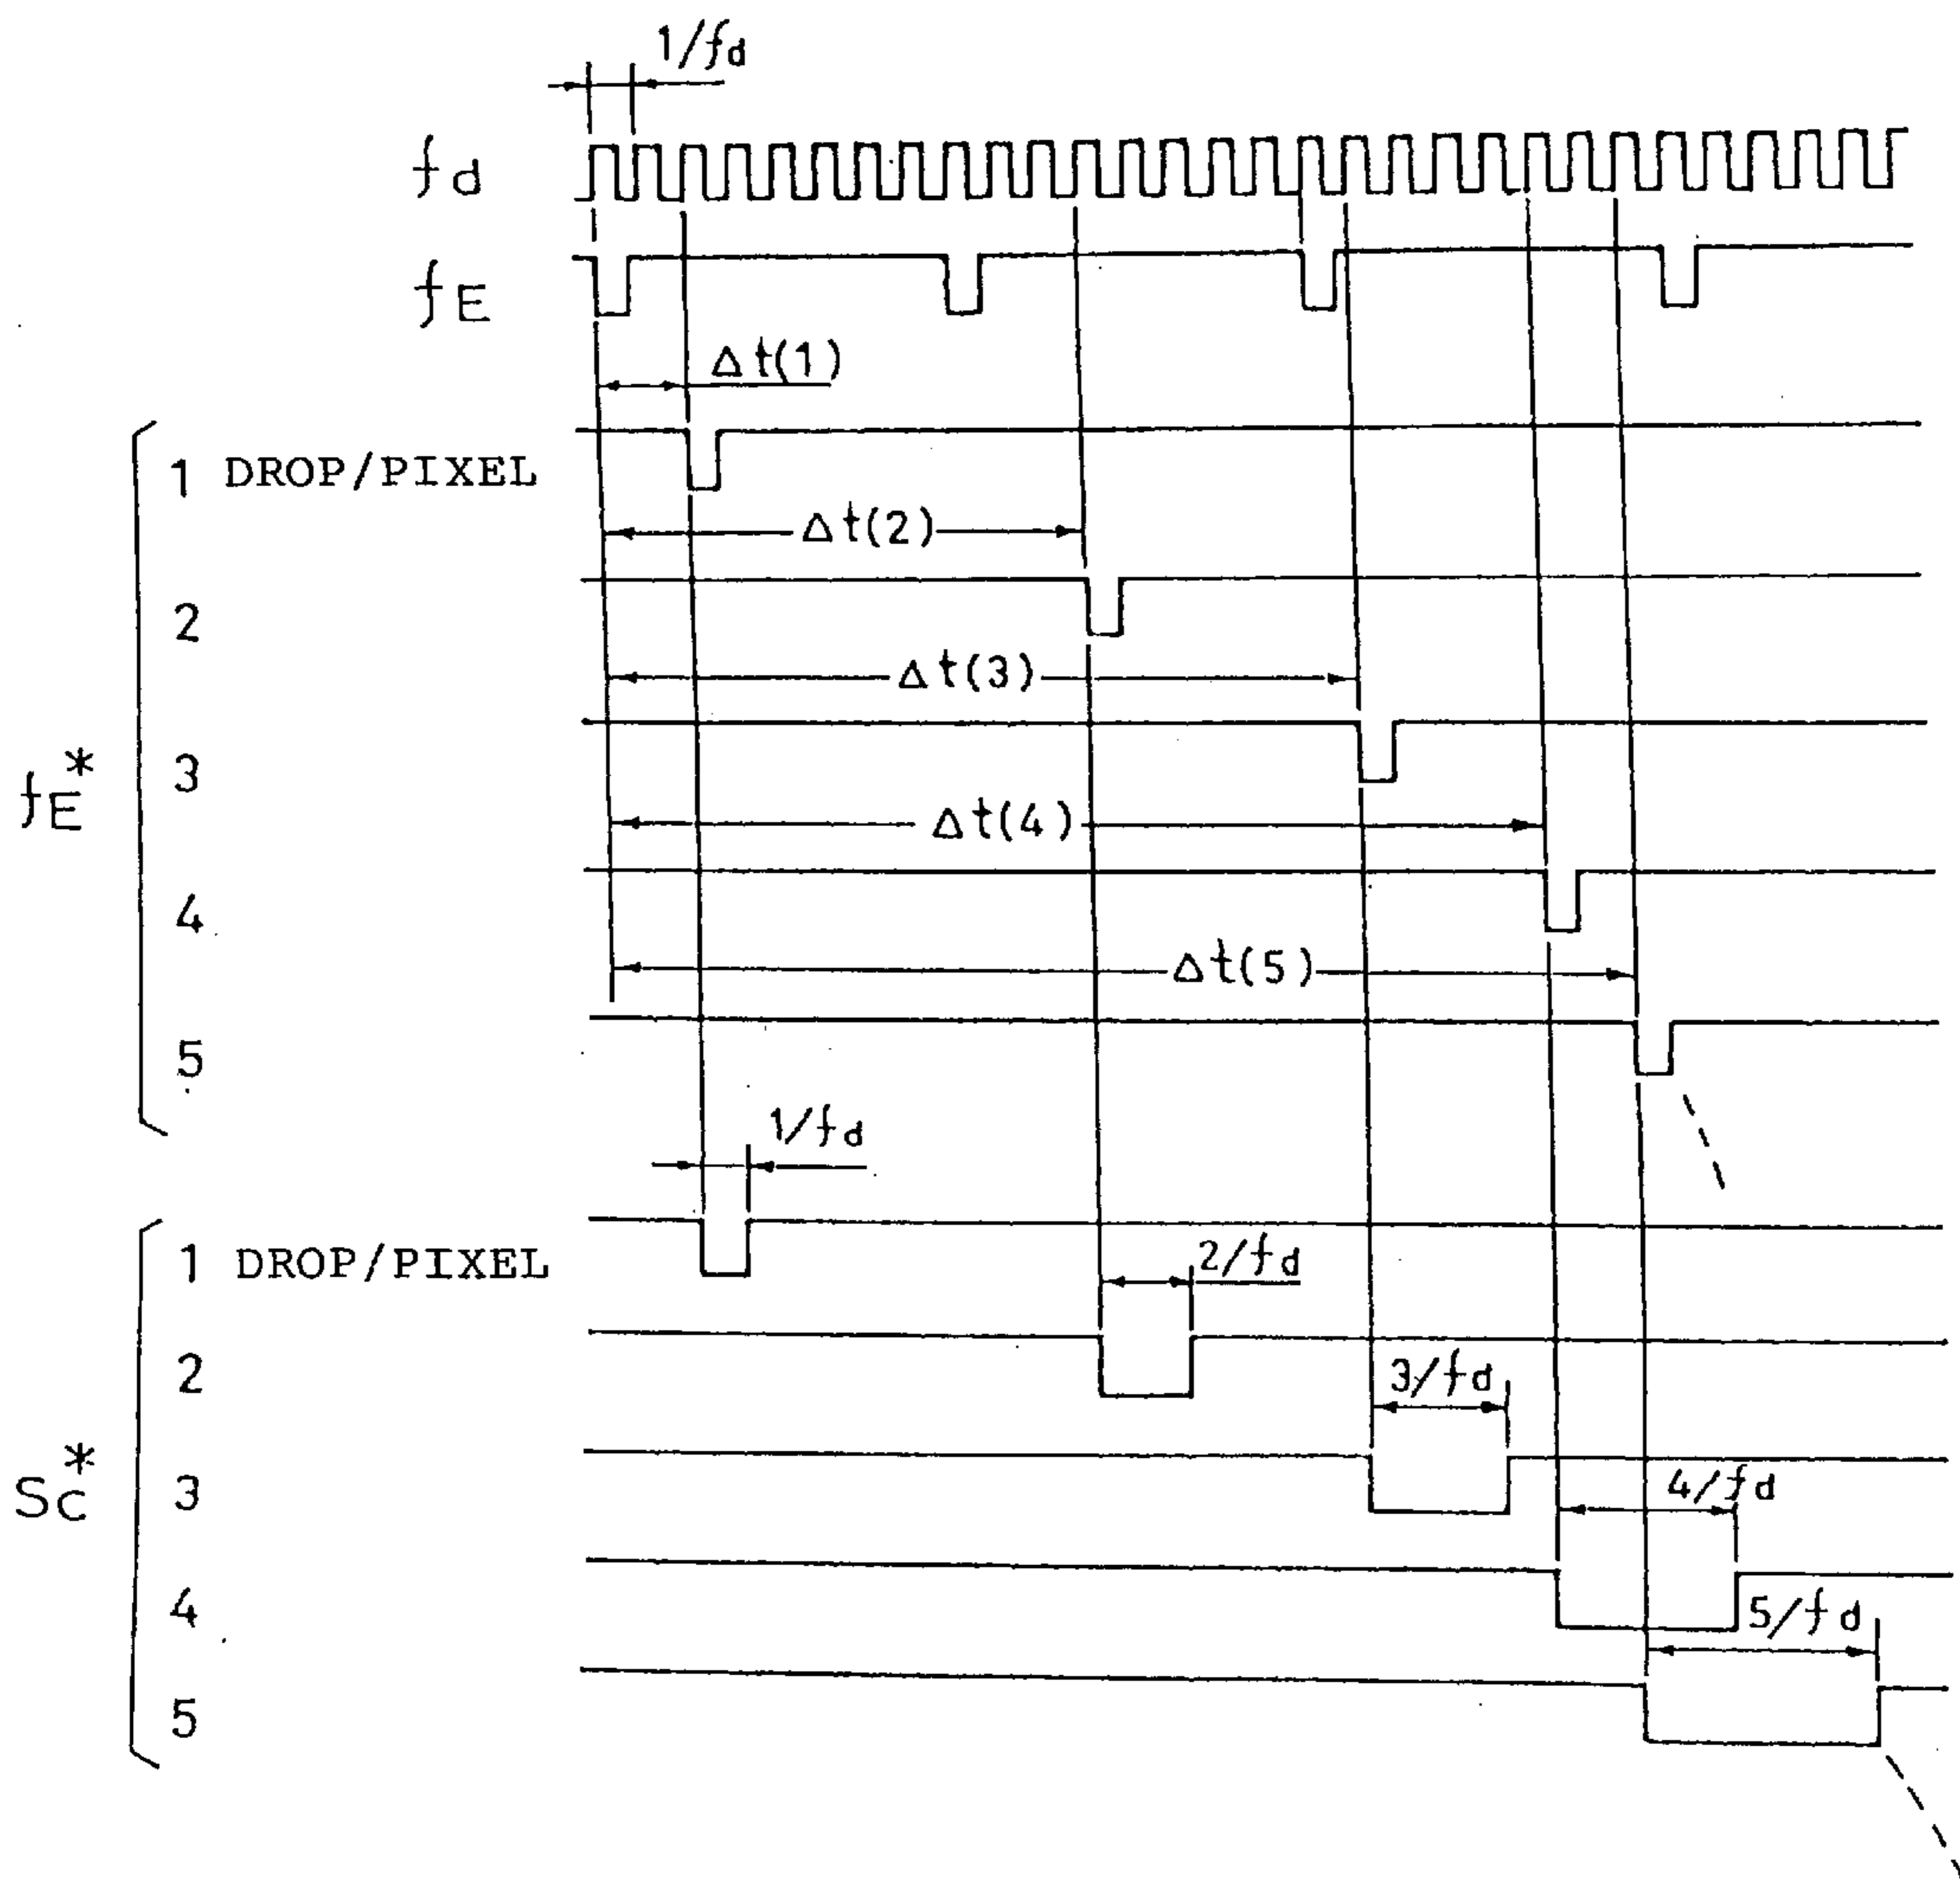 1/fd
fd
fE
Δt(1)
1 DROP/PIXEL
Δt(2)
2
Δt(3)
fE*
3
Δt(4)
4
Δt(5)
5
1/fd
1 DROP/PIXEL
2/fd
2
3/fd
Sc*
3
4/fd
4
5/fd
5